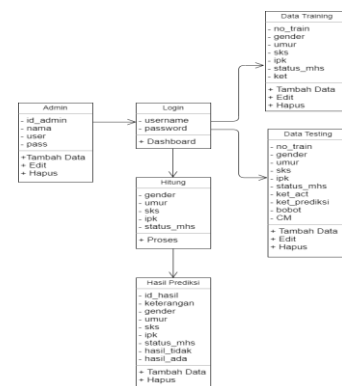 Data Training
- no_train
- gender
- umur
- sks
- ipk
- status_mhs
- ket
+ Tambah Data
+ Edit
+ Hapus
Admin
- id_admin
- nama
- user
- pass
+Tambah Data
+ Edit
+ Hapus
Login
- username
- password
+ Dashboard
Data Testing
- no_train
- gender
- umur
- sks
- ipk
- status_mhs
- ket_act
- ket_prediksi
- bobot
- CM
+ Tambah Data
+ Edit
+ Hapus
Hitung
- gender
- umur
- sks
- ipk
- status_mhs
+ Proses
Hasil Prediksi
- id_hasil
- keterangan
- gender
- umur
- sks
- ipk
- status_mhs
- hasil_tidak
- hasil_ada
+ Tambah Data
+ Hapus